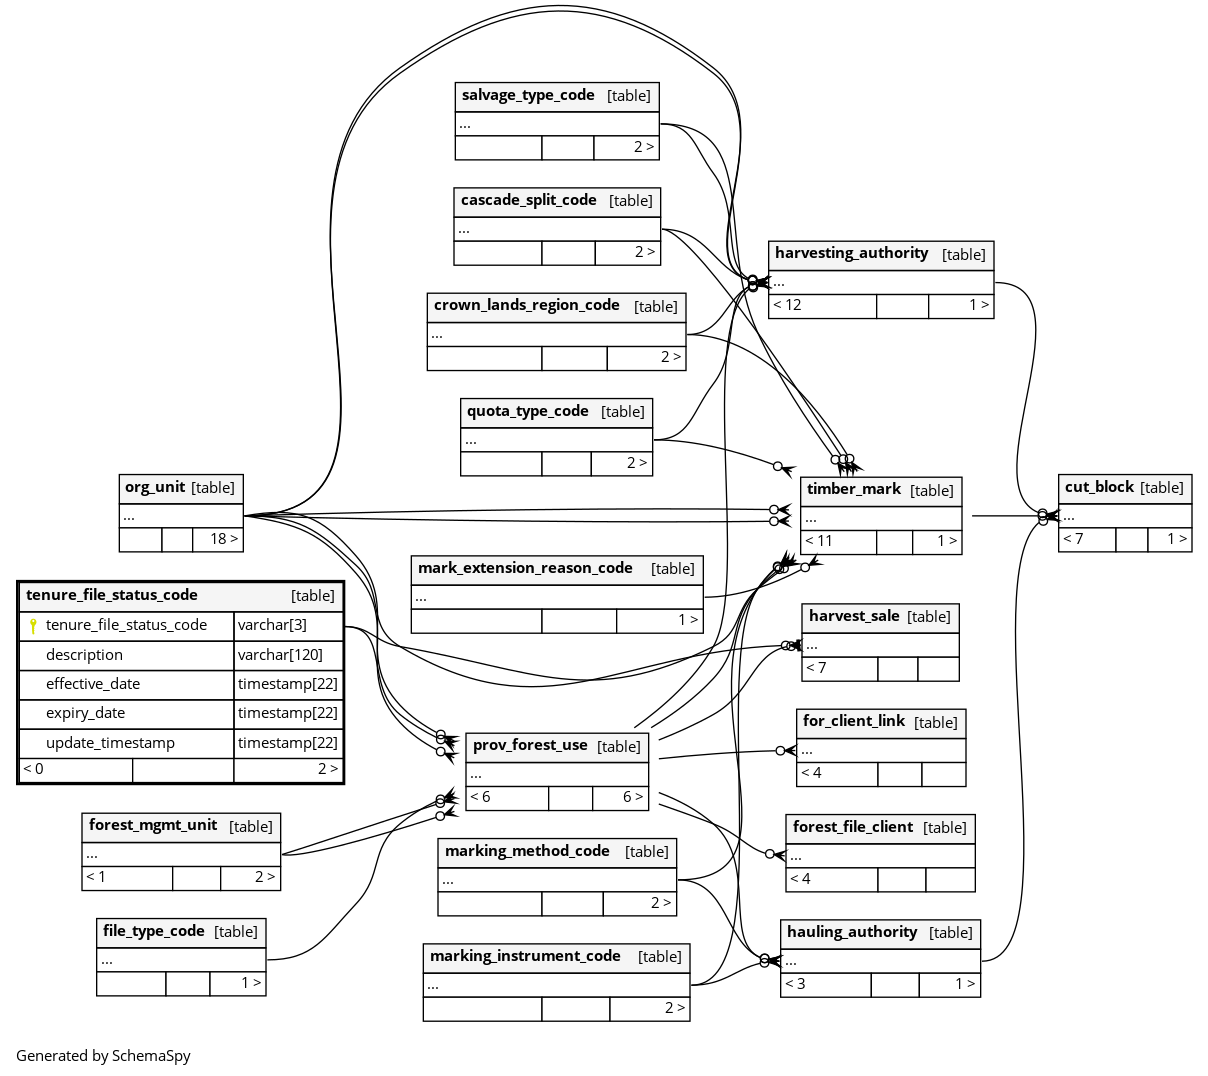 salvage_type_code [table]
...
2 >
cascade_split_code [table]
...
2 >
harvesting_authority [table]
...
< 12 1 >
crown_lands_region_code [table]
...
2 >
quota_type_code [table]
...
2 >
org_unit [table]
...
18 >
timber_mark [table]
...
< 11 1 >
cut_block [table]
...
< 7 1 >
mark_extension_reason_code [table]
...
1 >
tenure_file_status_code [table]
tenure_file_status_code varchar[3]
description varchar[120]
effective_date timestamp[22]
expiry_date timestamp[22]
update_timestamp timestamp[22]
< 0 2 >
harvest_sale [table]
...
< 7
for_client_link [table]
...
< 4
prov_forest_use [table]
...
< 6 6 >
forest_mgmt_unit [table]
...
< 1 2 >
forest_file_client [table]
...
< 4
marking_method_code [table]
...
2 >
file_type_code [table]
...
1 >
hauling_authority [table]
...
< 3 1 >
marking_instrument_code [table]
...
2 >
Generated by SchemaSpy